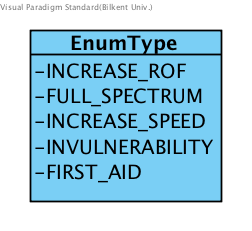 Visual Paradigm Standard(Bilkent Univ.)
EnumType
-INCREASE_ROF
-FULL_SPECTRUM
-INCREASE_SPEED
-INVULNERABILITY
-FIRST_AID